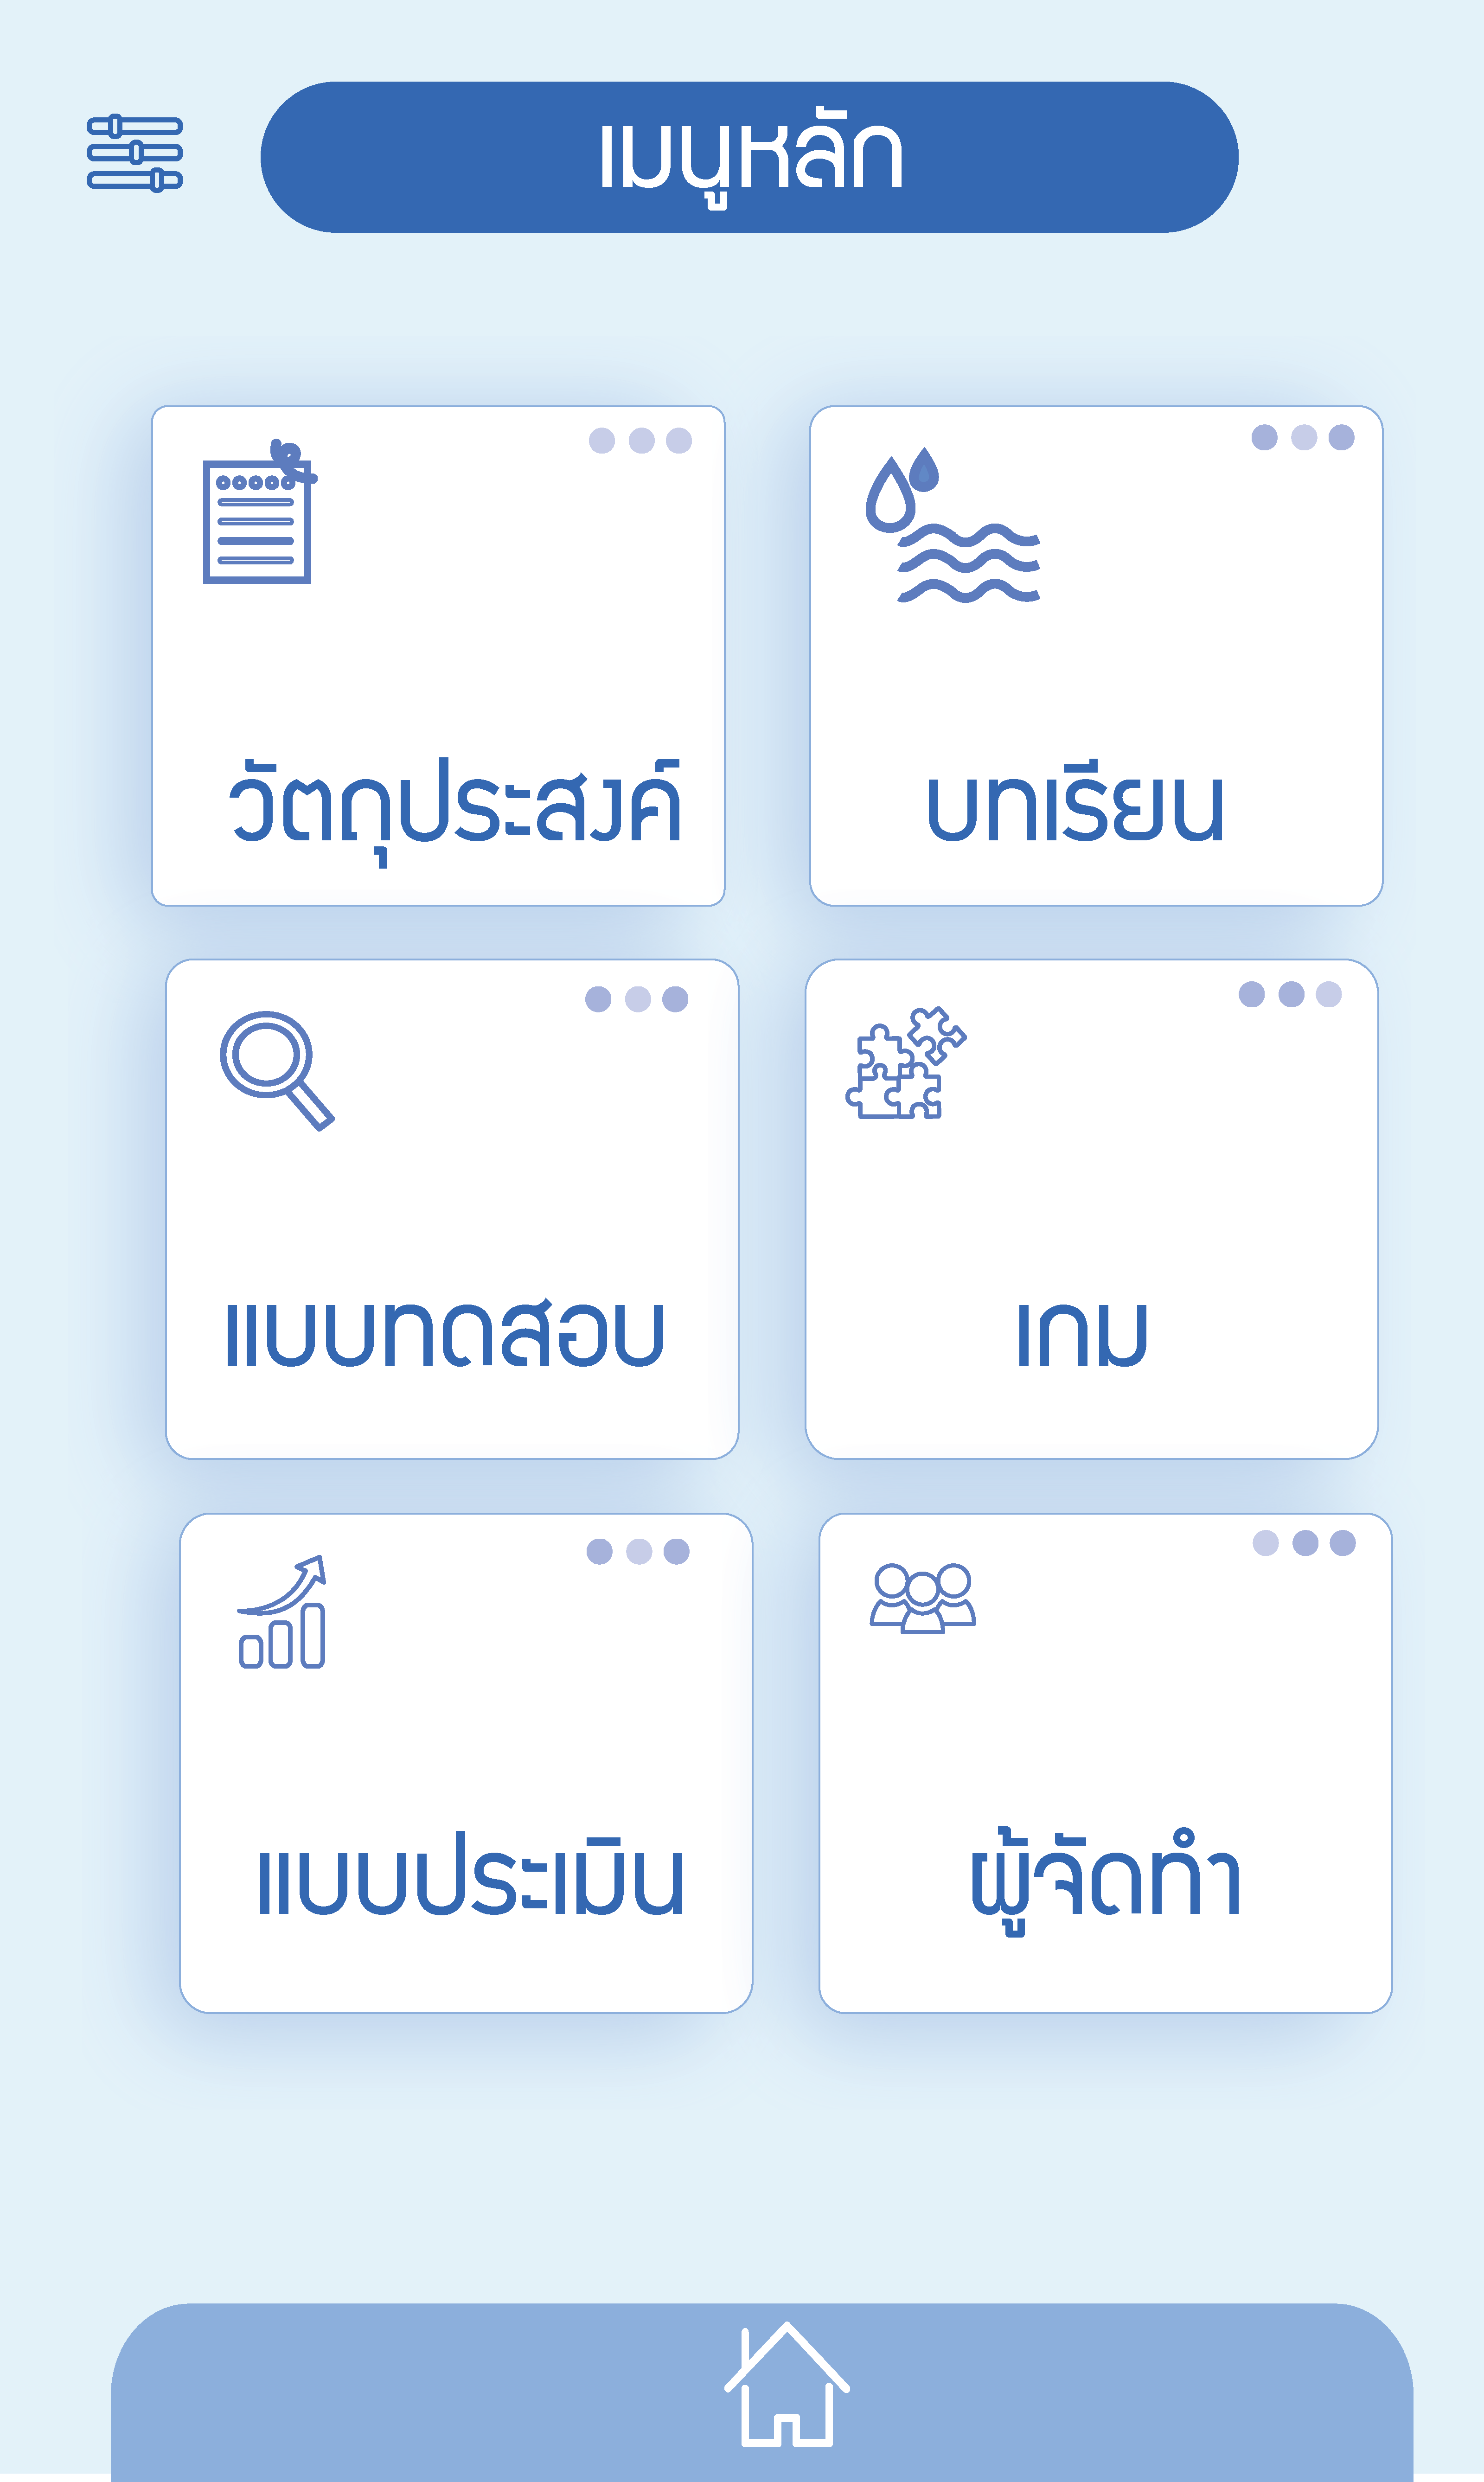 เมนูหลัก
วัตถุประสงค์
บทเรียน
แบบทดสอบ
เกม
แบบประเมิน
ผู้จัดทำ